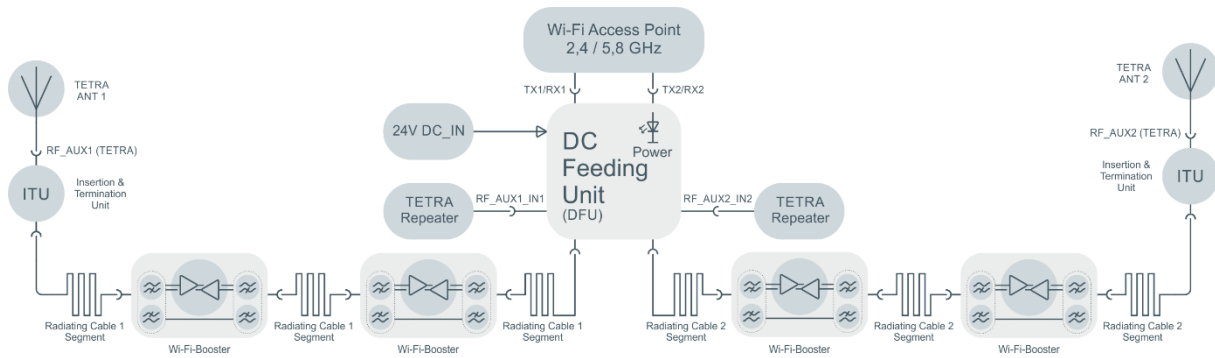 Wi-Fi Access Point
2,4 / 5,8 GHz
TETRA
ANT 1
TETRA
ANT 2
TX1/RX1
TX2/RX2
24V DC_IN
DC
Feeding
Unit
(DFU)
Power
RF_AUX1 (TETRA)
RF_AUX2 (TETRA)
ITU
Insertion &
Termination
Unit
Insertion &
Termination
Unit
ITU
TETRA
Repeater
RF_AUX1_IN1
RF_AUX2_IN2
TETRA
Repeater
Radiating Cable 1
Segment
Wi-Fi-Booster
Radiating Cable 1
Segment
Wi-Fi-Booster
Radiating Cable 1
Segment
Radiating Cable 2
Segment
Wi-Fi-Booster
Radiating Cable 2
Segment
Wi-Fi-Booster
Radiating Cable 2
Segment